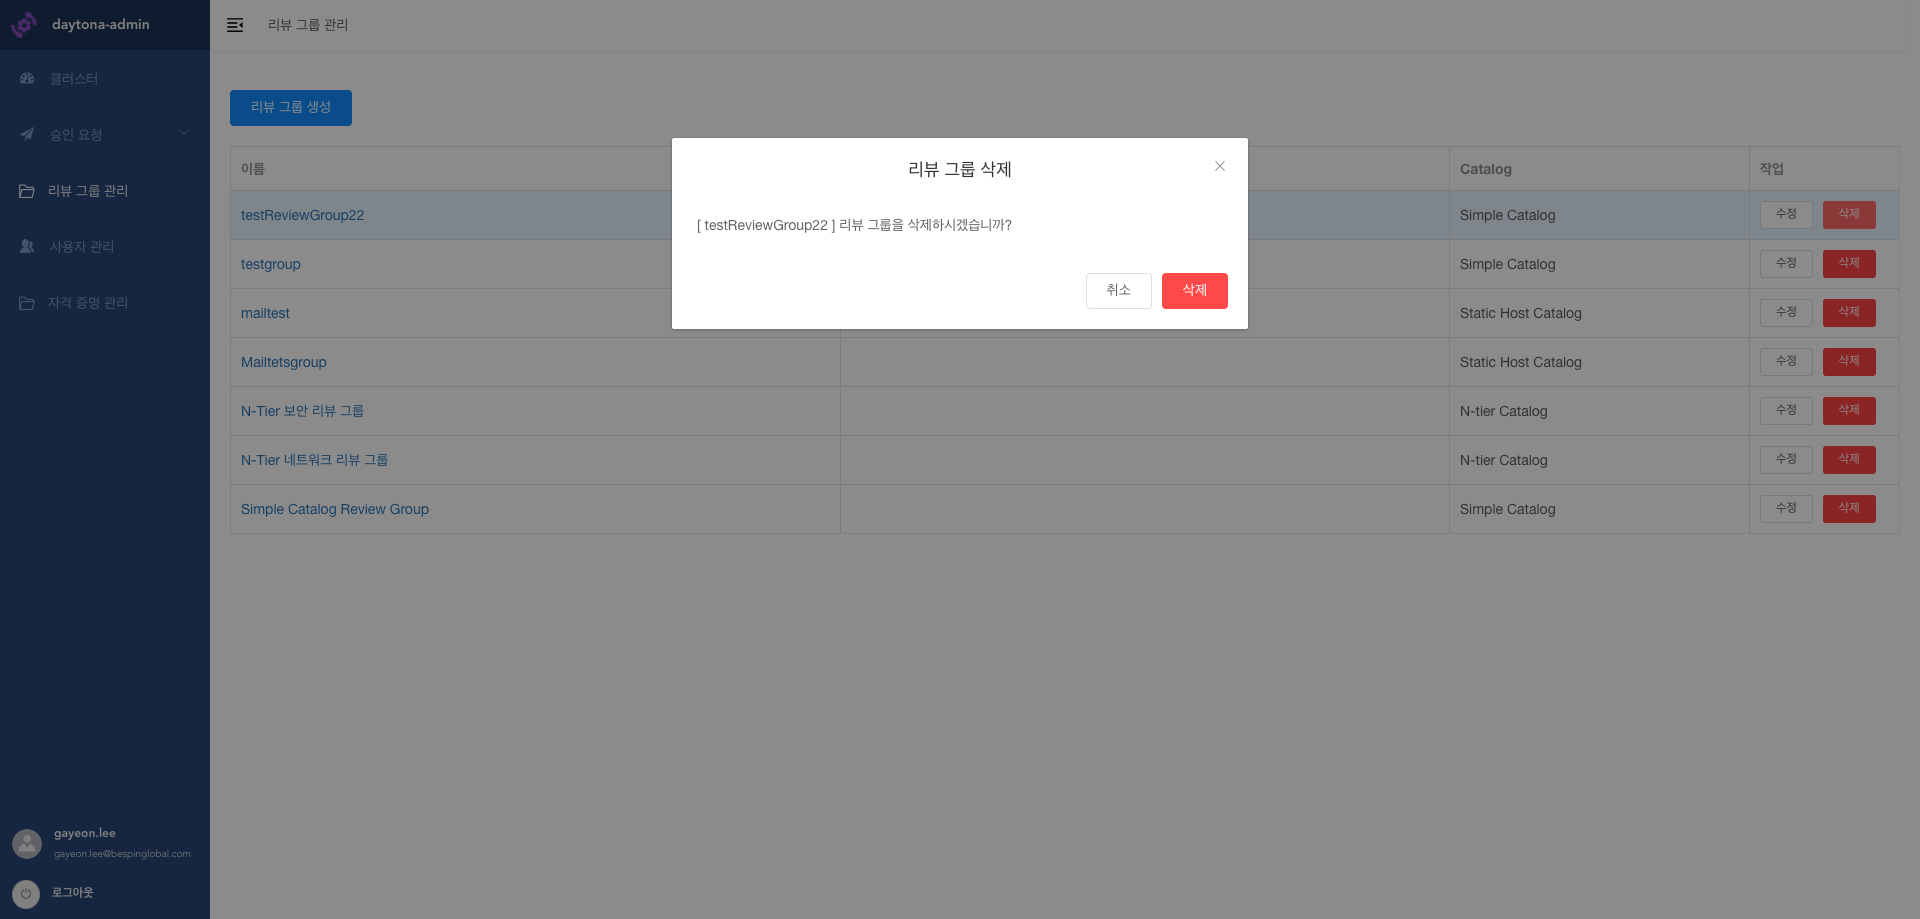 daytona-admin
리뷰 그룹 관리
클러스터
승인 요청
리뷰 그룹 관리
사용자 관리
자격 증명 관리
gayeon.lee
gayeon.lee@bespinglobal.com
로그아웃
리뷰 그룹 생성
이름 Catalog 작업
testReviewGroup22 Simple Catalog 수정 삭제
testgroup Simple Catalog 수정 삭제
mailtest Static Host Catalog 수정 삭제
Mailtetsgroup Static Host Catalog 수정 삭제
N-Tier 보안 리뷰 그룹 N-tier Catalog 수정 삭제
N-Tier 네트워크 리뷰 그룹 N-tier Catalog 수정 삭제
Simple Catalog Review Group Simple Catalog 수정 삭제
리뷰 그룹 삭제
[ testReviewGroup22 ] 리뷰 그룹을 삭제하시겠습니까?
취소 삭제